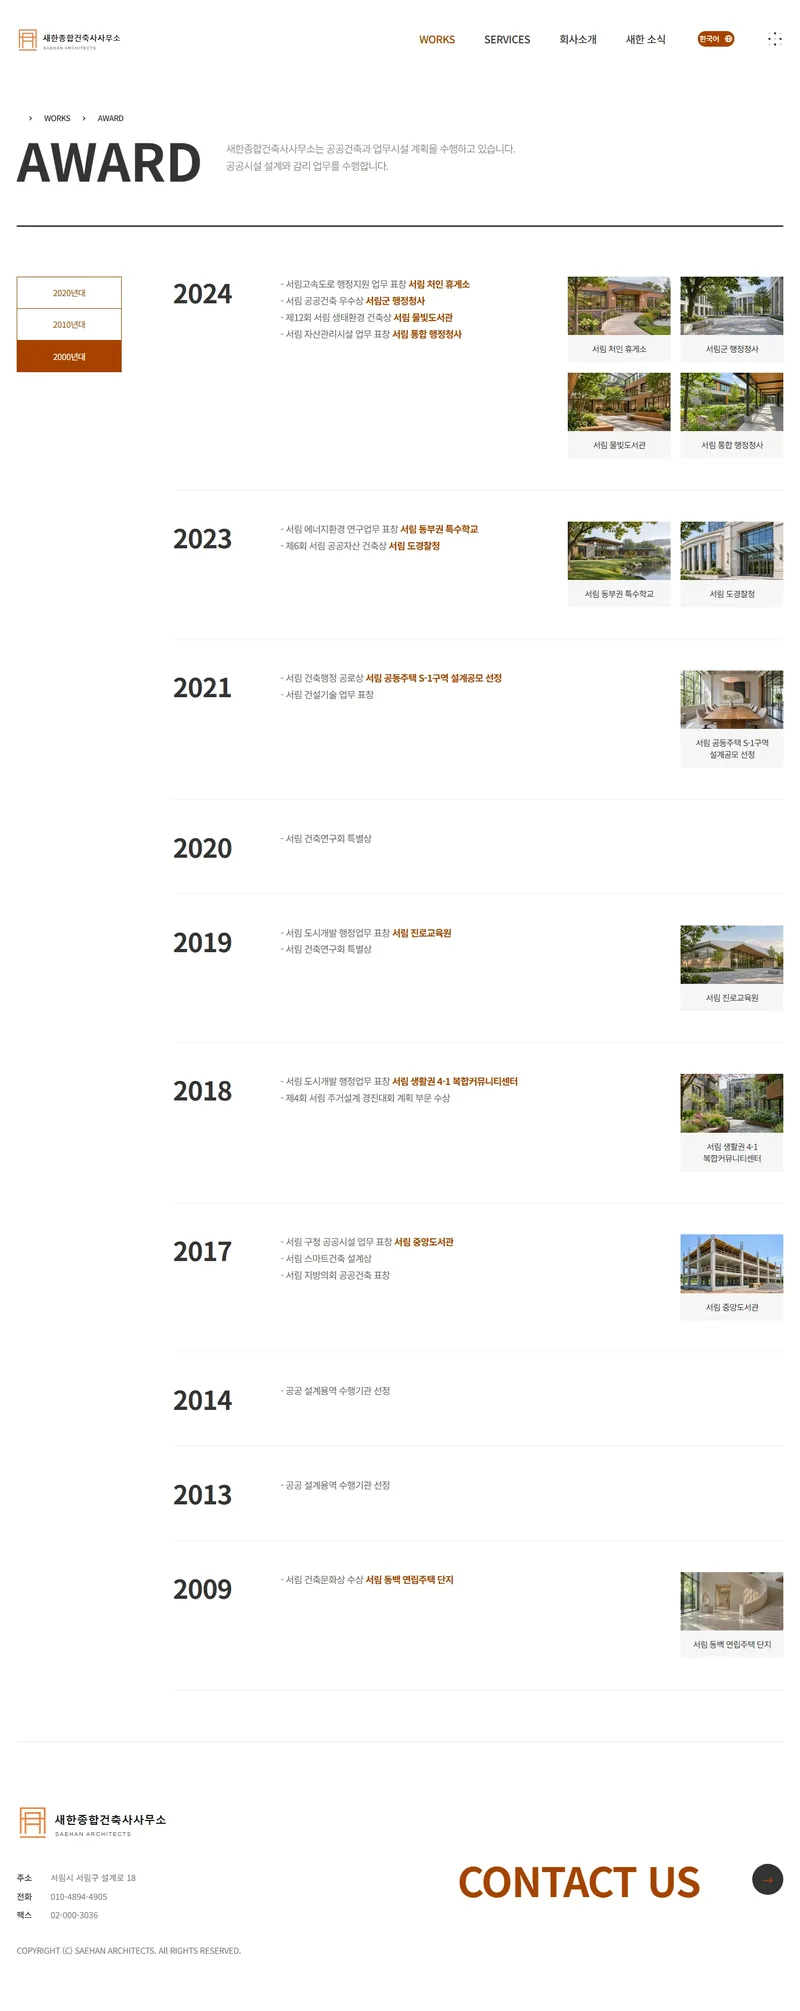 새한종합건축사사무소
SAEHAN ARCHITECTS
WORKS
SERVICES
회사소개
새한 소식
한국어
WORKS
AWARD
AWARD
새한종합건축사사무소는 공공건축과 업무시설 계획을 수행하고 있습니다.
공공시설 설계와 감리 업무를 수행합니다.
2020년대
2010년대
2000년대
2024
- 서림고속도로 행정지원 업무 표창 서림 처인 휴게소
- 서림 공공건축 우수상 서림군 행정청사
- 제12회 서림 생태환경 건축상 서림 물빛도서관
- 서림 자산관리시설 업무 표창 서림 통합 행정청사
서림 처인 휴게소
서림군 행정청사
서림 물빛도서관
서림 통합 행정청사
2023
- 서림 에너지환경 연구업무 표창 서림 동부권 특수학교
- 제6회 서림 공공자산 건축상 서림 도경찰청
서림 동부권 특수학교
서림 도경찰청
2021
- 서림 건축행정 공로상 서림 공동주택 S-1구역 설계공모 선정
- 서림 건설기술 업무 표창
서림 공동주택 S-1구역
설계공모 선정
2020
- 서림 건축연구회 특별상
2019
- 서림 도시개발 행정업무 표창 서림 진로교육원
- 서림 건축연구회 특별상
서림 진로교육원
2018
- 서림 도시개발 행정업무 표창 서림 생활권 4-1 복합커뮤니티센터
- 제4회 서림 주거설계 경진대회 계획 부문 수상
서림 생활권 4-1
복합커뮤니티센터
2017
- 서림 구청 공공시설 업무 표창 서림 중앙도서관
- 서림 스마트건축 설계상
- 서림 지방의회 공공건축 표창
서림 중앙도서관
2014
- 공공 설계용역 수행기관 선정
2013
- 공공 설계용역 수행기관 선정
2009
- 서림 건축문화상 수상 서림 동백 연립주택 단지
서림 동백 연립주택 단지
새한종합건축사사무소
SAEHAN ARCHITECTS
주소 서림시 서림구 설계로 18
전화 010-4894-4905
팩스 02-000-3036
CONTACT US
COPYRIGHT (C) SAEHAN ARCHITECTS. All RIGHTS RESERVED.